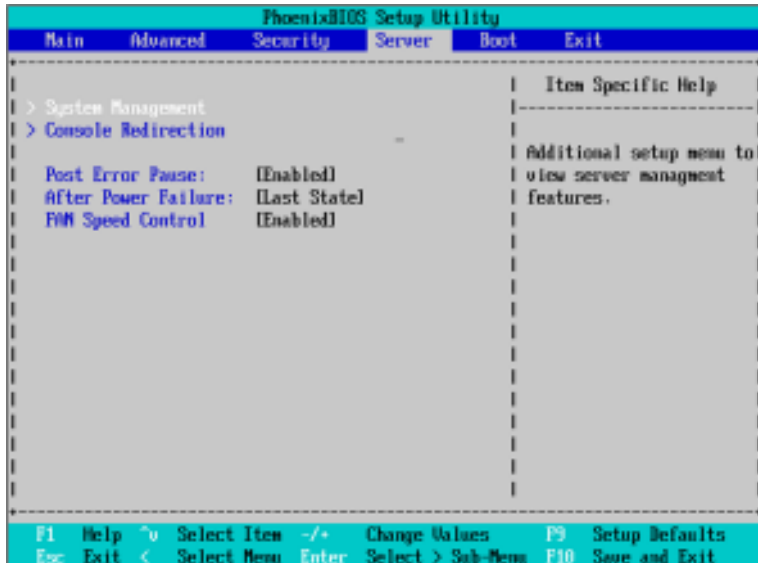 PhoenixBIOS Setup Utility
Main Advanced Security Server Boot Exit
Item Specific Help
> System Management
> Console Redirection
Additional setup menu to
view server managment
features.
Post Error Pause: [Enabled]
After Power Failure: [Last State]
FAN Speed Control [Enabled]
F1 Help ^v Select Item -/+ Change Values F9 Setup Defaults
Esc Exit < Select Menu Enter Select > Sub-Menu F10 Save and Exit